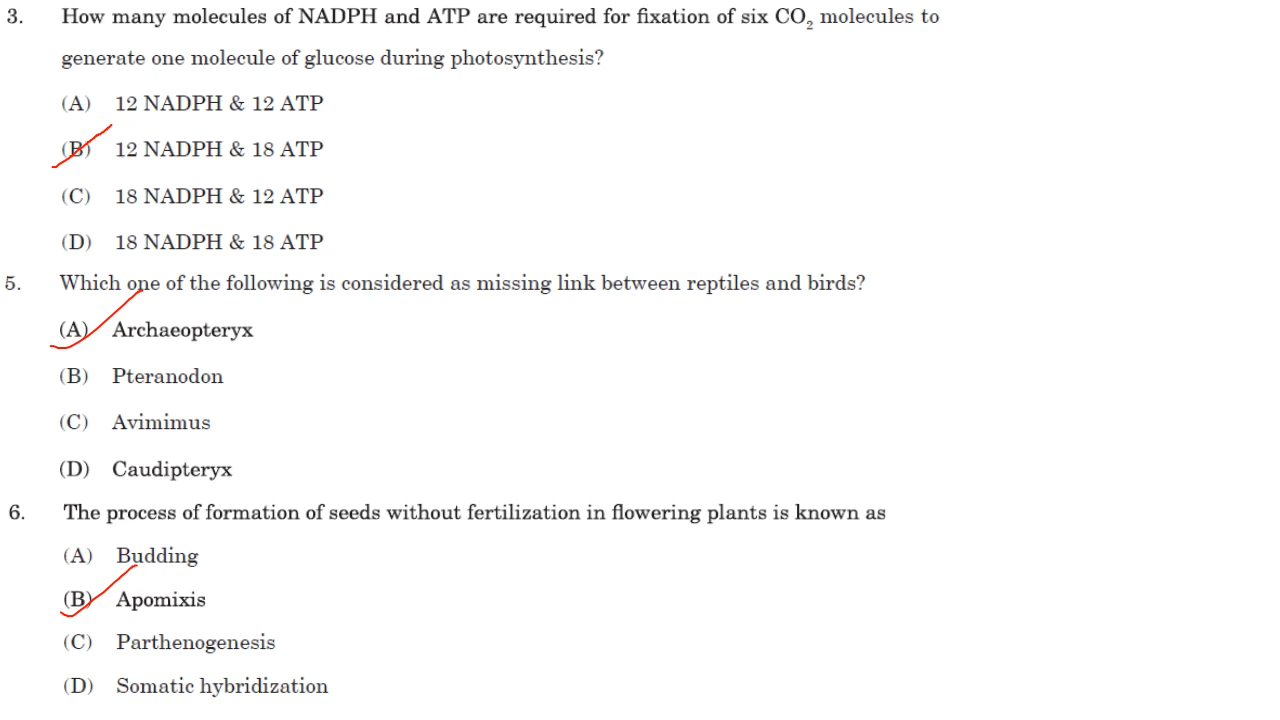 3. How many molecules of NADPH and ATP are required for fixation of six CO₂ molecules to
generate one molecule of glucose during photosynthesis?
(A) 12 NADPH & 12 ATP
(B) 12 NADPH & 18 ATP
(C) 18 NADPH & 12 ATP
(D) 18 NADPH & 18 ATP
5. Which one of the following is considered as missing link between reptiles and birds?
(A) Archaeopteryx
(B) Pteranodon
(C) Avimimus
(D) Caudipteryx
6. The process of formation of seeds without fertilization in flowering plants is known as
(A) Budding
(B) Apomixis
(C) Parthenogenesis
(D) Somatic hybridization